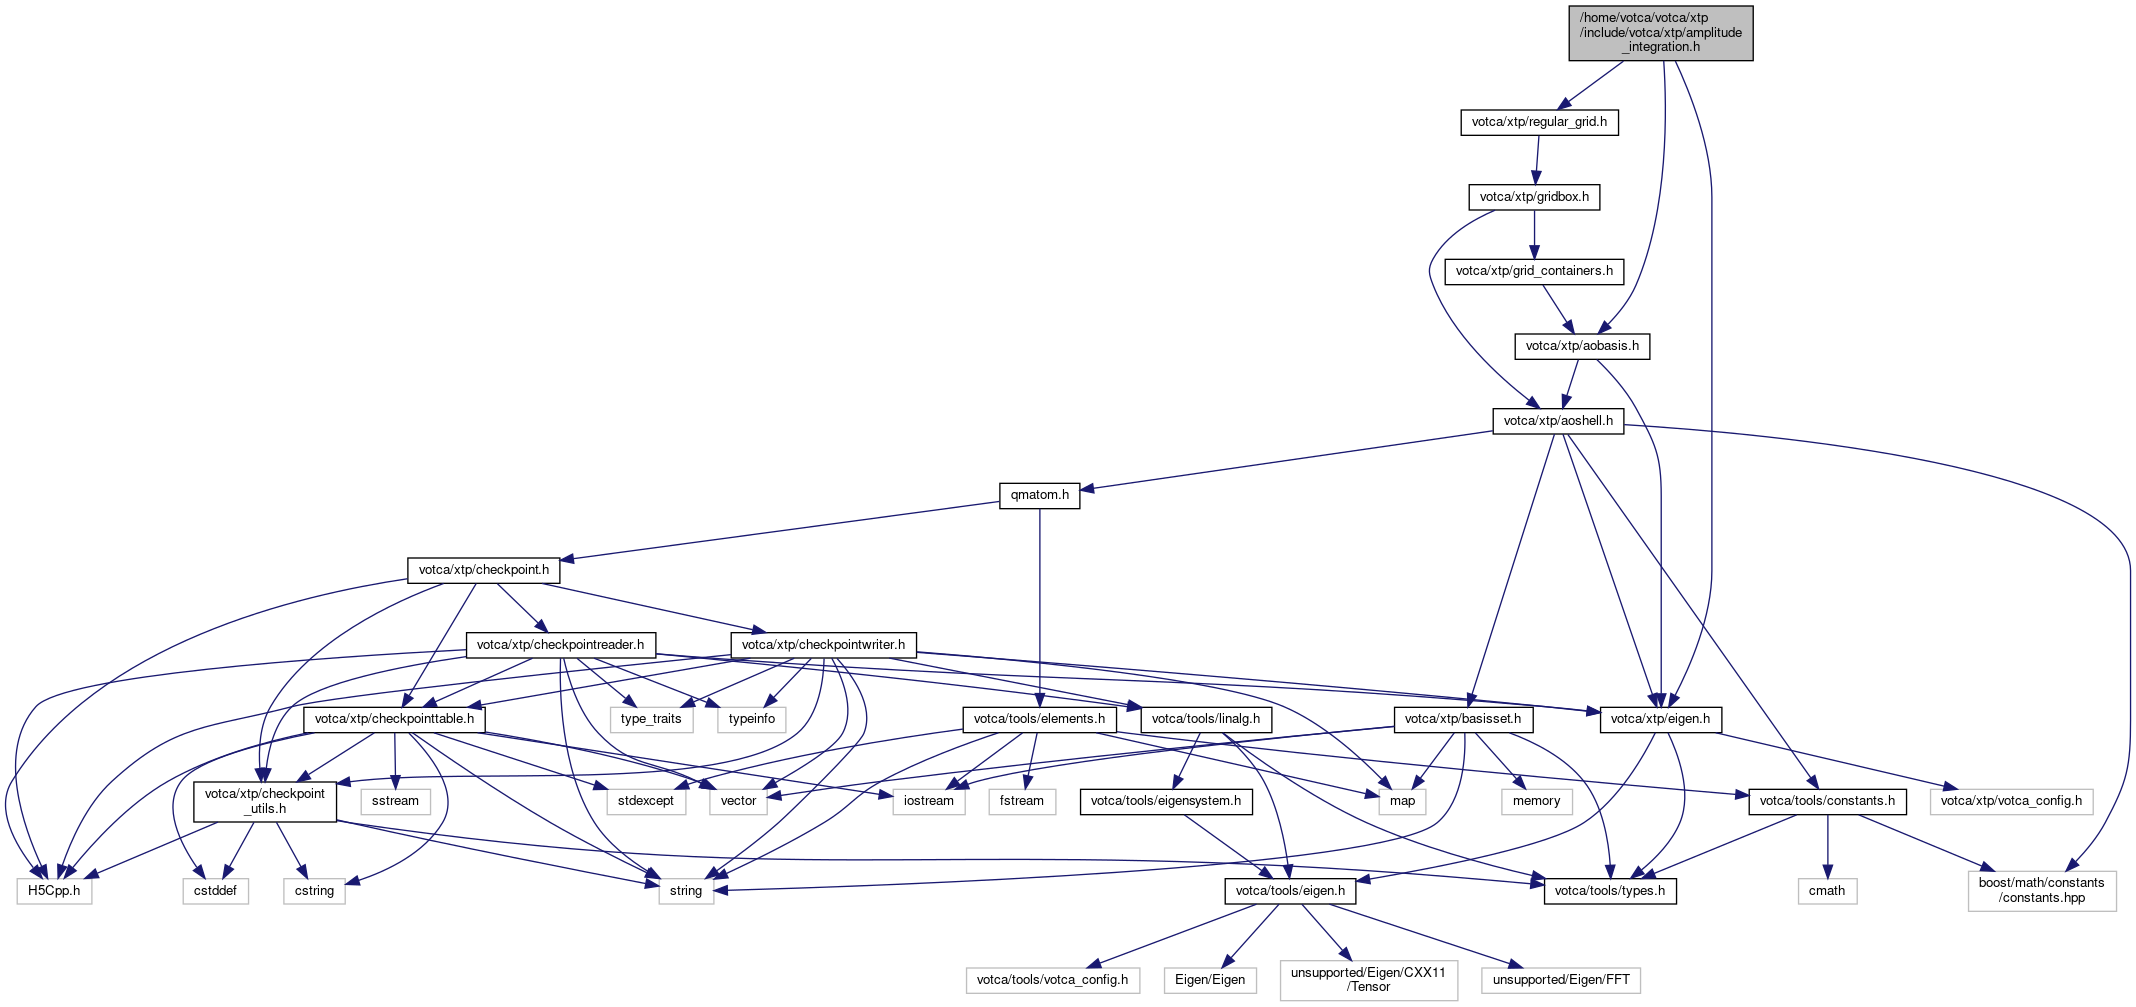 /home/votca/votca/xtp
/include/votca/xtp/amplitude
_integration.h
votca/xtp/regular_grid.h
votca/xtp/gridbox.h
votca/xtp/grid_containers.h
votca/xtp/aobasis.h
votca/xtp/aoshell.h
qmatom.h
votca/xtp/checkpoint.h
votca/xtp/checkpointreader.h
votca/xtp/checkpointwriter.h
votca/xtp/checkpointtable.h
type_traits
typeinfo
votca/tools/elements.h
votca/tools/linalg.h
votca/xtp/basisset.h
votca/xtp/eigen.h
votca/xtp/checkpoint
_utils.h
sstream
stdexcept
vector
iostream
fstream
votca/tools/eigensystem.h
map
memory
votca/tools/constants.h
votca/xtp/votca_config.h
H5Cpp.h
cstddef
cstring
string
votca/tools/eigen.h
votca/tools/types.h
cmath
boost/math/constants
/constants.hpp
votca/tools/votca_config.h
Eigen/Eigen
unsupported/Eigen/CXX11
/Tensor
unsupported/Eigen/FFT